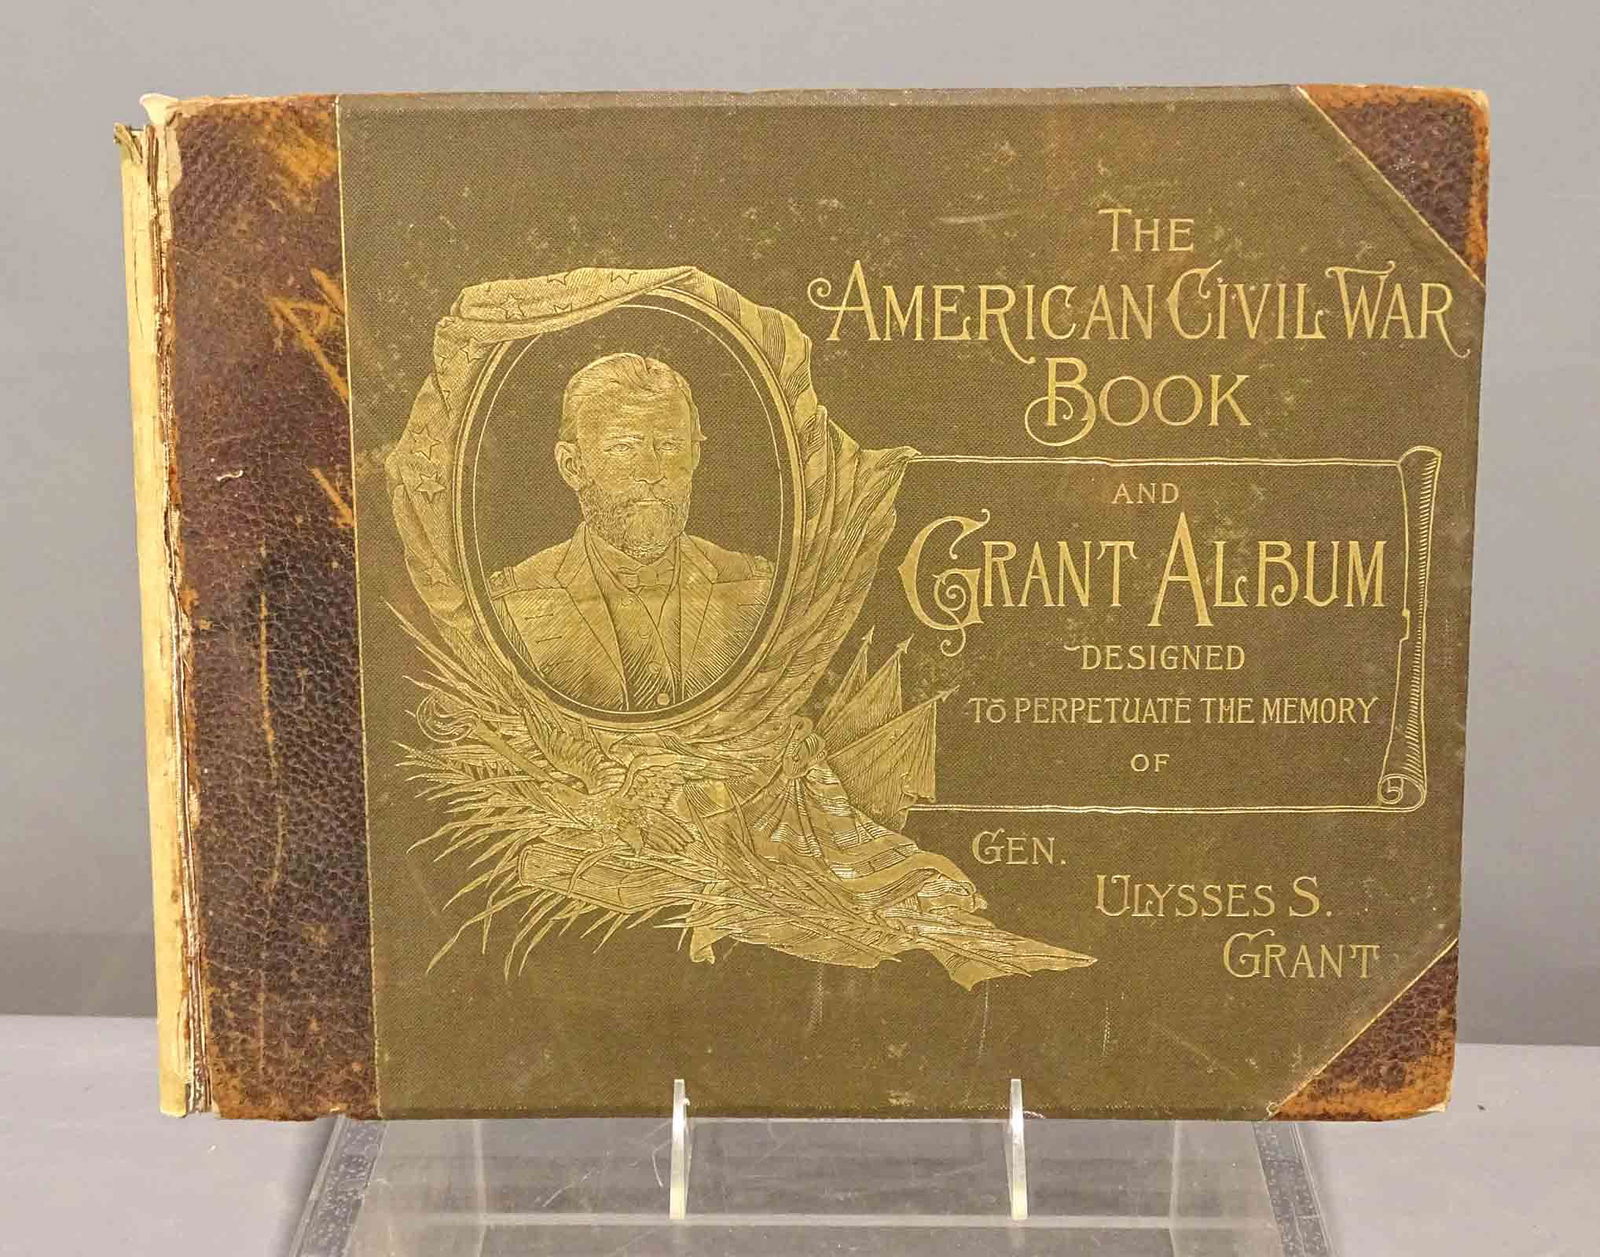 THE
AMERICAN CIVIL WAR
BOOK
AND
GRANT ALBUM
DESIGNED
TO PERPETUATE THE MEMORY
OF
GEN.
ULYSSES S.
GRANT